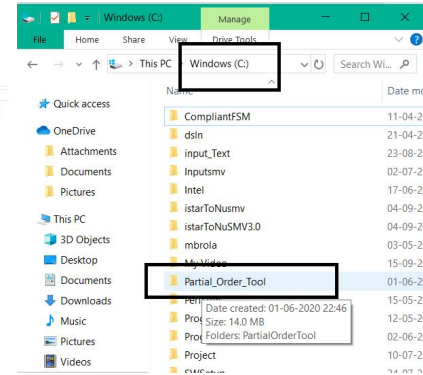 Windows (C:)
Manage
File
Home
Share
View
Drive Tools
This PC
Windows (C:)
Search Wi...
Name
Date mo
Quick access
OneDrive
Attachments
Documents
Pictures
This PC
3D Objects
Desktop
Documents
Downloads
Music
Pictures
Videos
CompliantFSM 11-04-2
dsln 21-04-2
input_Text 23-08-2
Inputsmv 02-07-2
Intel 17-06-2
istarToNusmv 04-09-2
istarToNuSMV3.0 04-09-2
mbrola 03-05-2
My Video 15-09-2
Partial_Order_Tool 01-06-2
15-05-2
12-05-2
02-06-2
Date created: 01-06-2020 22:46
Size: 14.0 MB
Folders: PartialOrderTool
Project 10-07-2
SWSetup 24-07-2